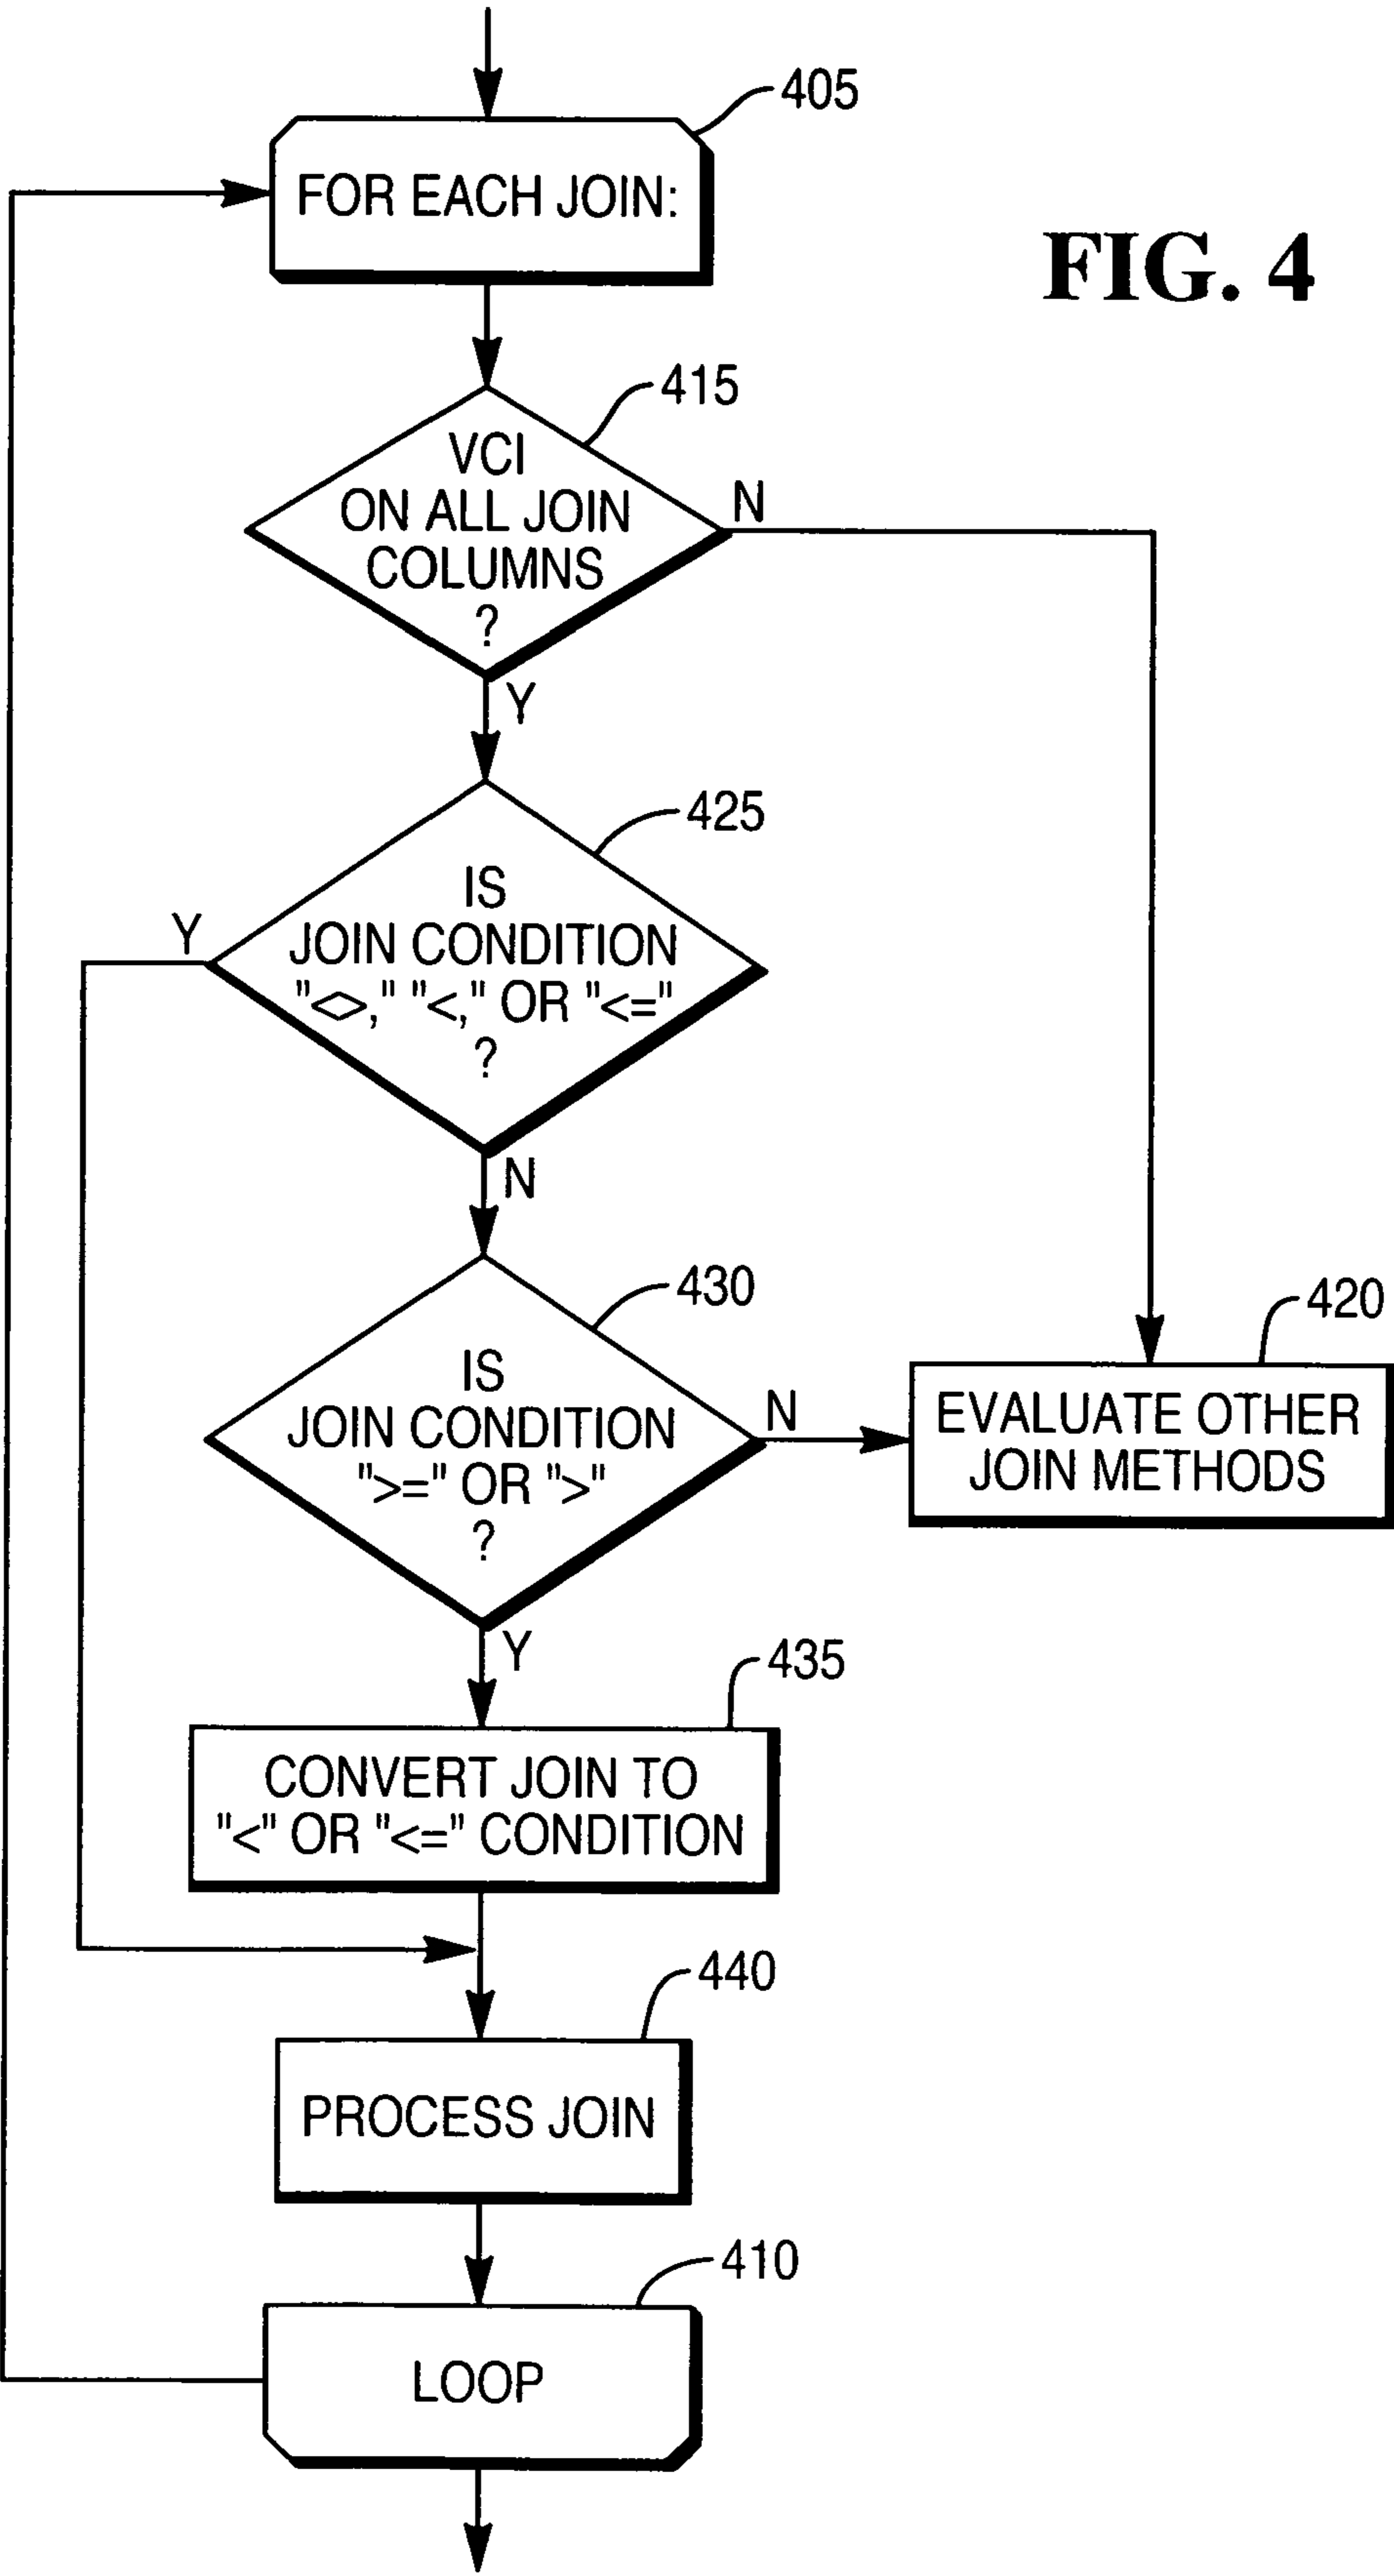 405
FOR EACH JOIN:
FIG. 4
415
VCI
ON ALL JOIN
COLUMNS
?
N
Y
425
IS
JOIN CONDITION
"<>," "<," OR "<="
?
Y
N
430
IS
JOIN CONDITION
">=" OR ">"
?
N
Y
420
EVALUATE OTHER
JOIN METHODS
435
CONVERT JOIN TO
"<" OR "<=" CONDITION
440
PROCESS JOIN
410
LOOP